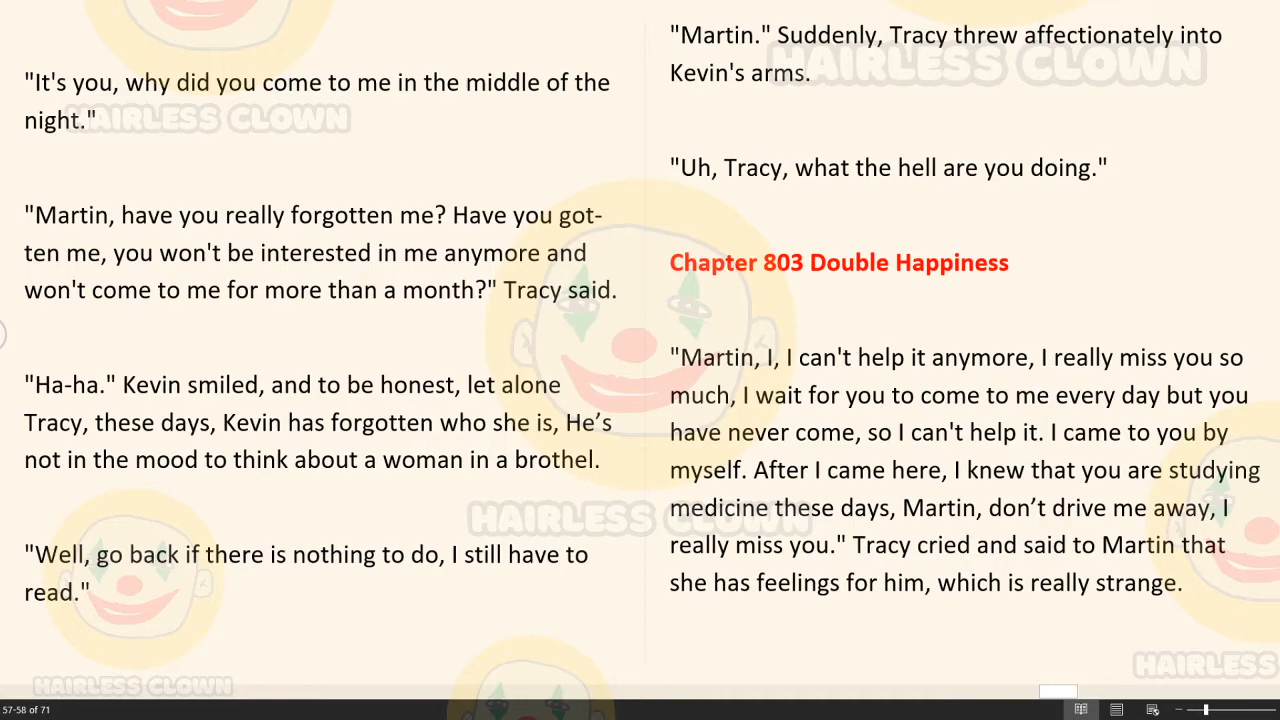 "It's you, why did you come to me in the middle of the
night."
HAIRLESS CLOWN
"Martin, have you really forgotten me? Have you got-
ten me, you won't be interested in me anymore and
won't come to me for more than a month?" Tracy said.
"Ha-ha." Kevin smiled, and to be honest, let alone
Tracy, these days, Kevin has forgotten who she is, He’s
not in the mood to think about a woman in a brothel.
"Well, go back if there is nothing to do, I still have to
read."
HAIRLESS CLOWN
57-58 of 71
"Martin." Suddenly, Tracy threw affectionately into
Kevin's arms.
HAIRLESS CLOWN
"Uh, Tracy, what the hell are you doing."
Chapter 803 Double Happiness
"Martin, I, I can't help it anymore, I really miss you so
much, I wait for you to come to me every day but you
have never come, so I can't help it. I came to you by
myself. After I came here, I knew that you are studying
medicine these days, Martin, don’t drive me away, I
really miss you." Tracy cried and said to Martin that
she has feelings for him, which is really strange.
HAIRLESS CLOWN
HAIRLESS